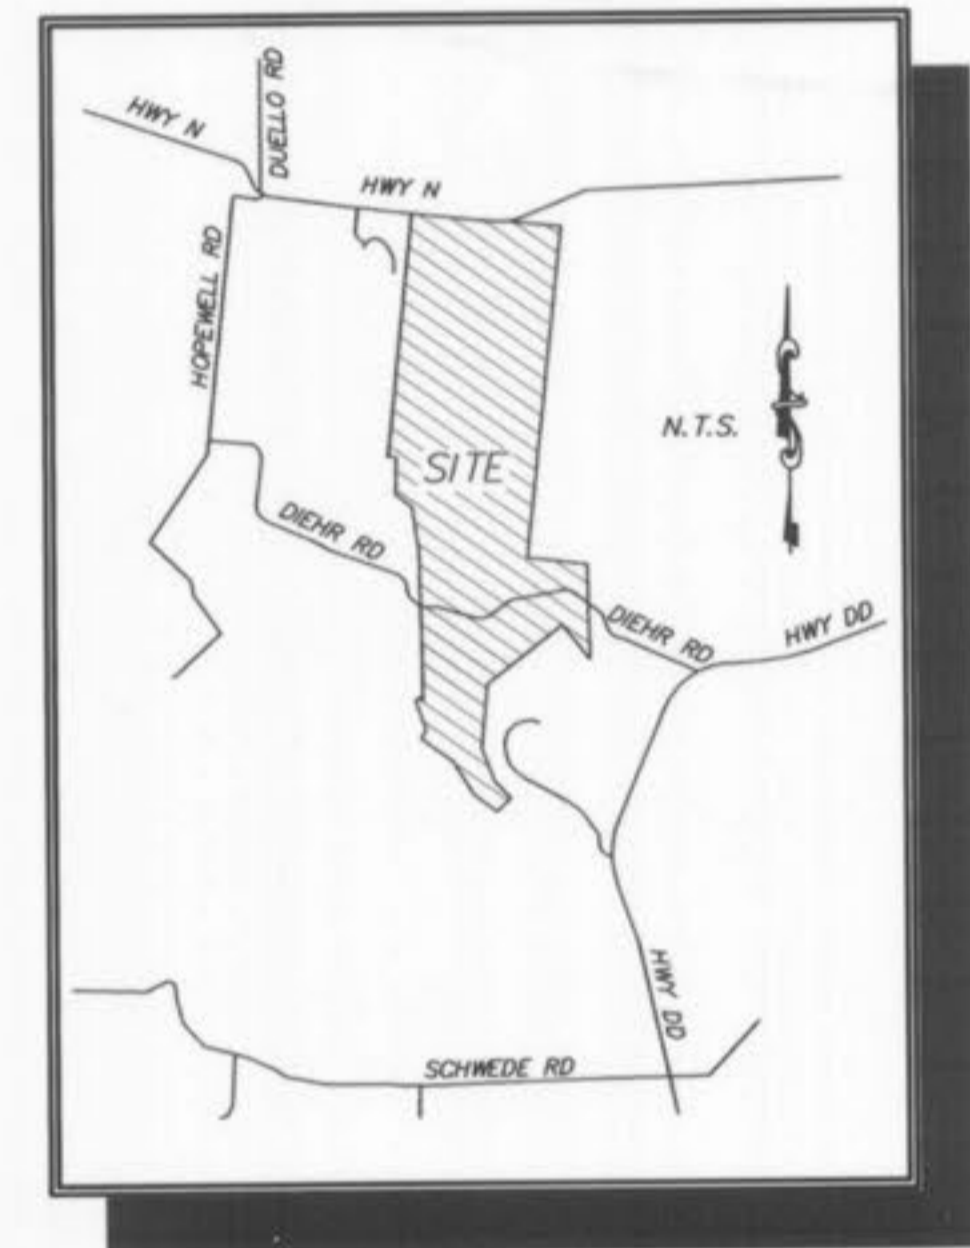 HWY N
DUELLO RD
HWY N
HOPEWELL RD
N.T.S.
SITE
DIEHR RD
DIEHR RD
HWY DD
HWY DD
SCHWEDE RD